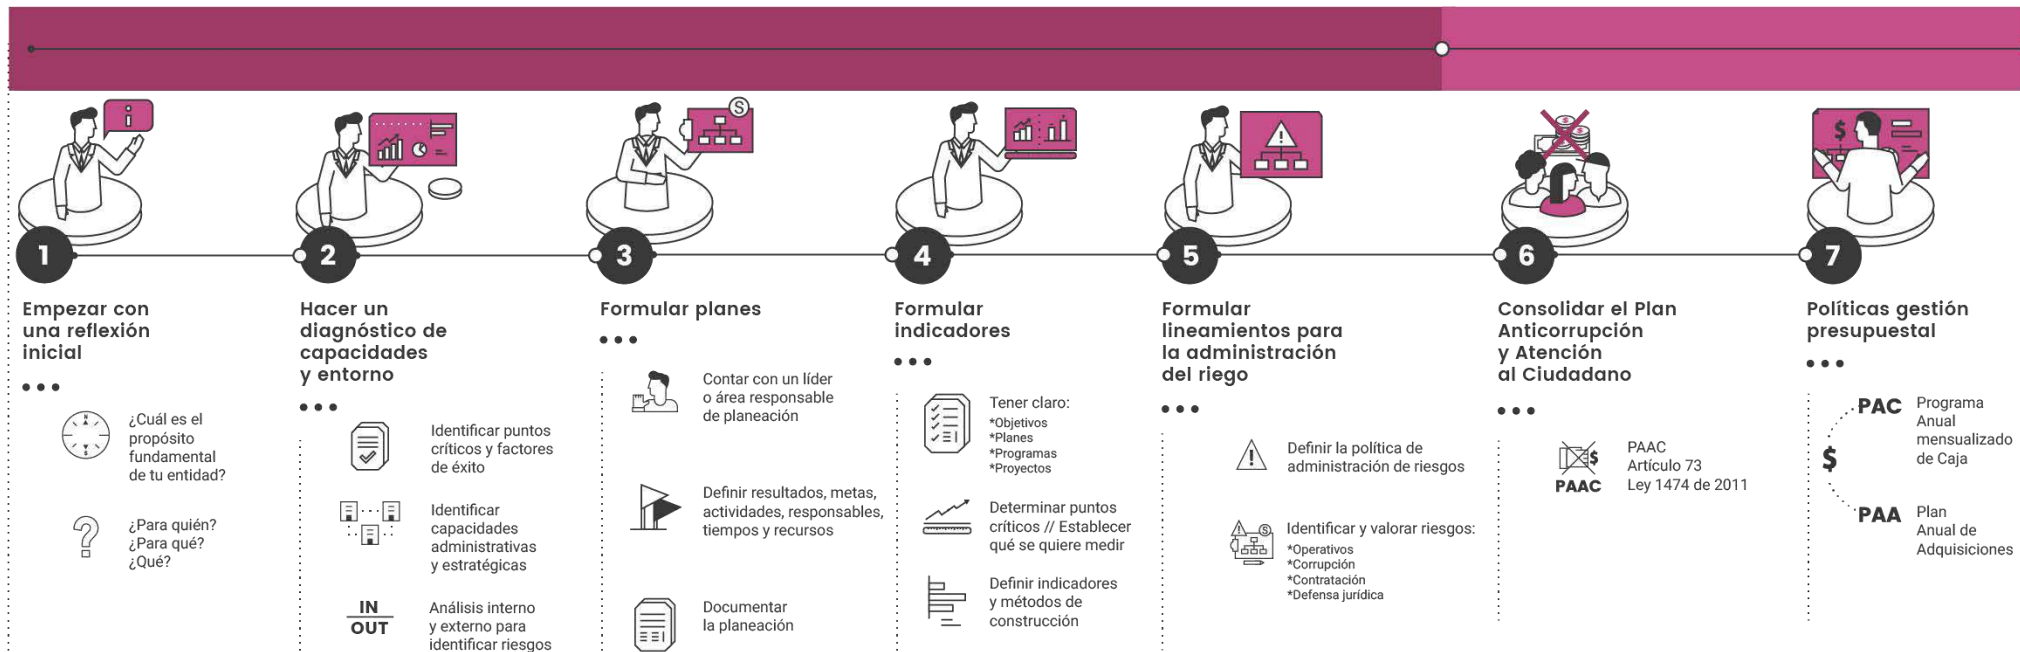 1
Empezar con
una reflexión
inicial
¿Cuál es el
propósito
fundamental
de tu entidad?
¿Para quién?
¿Para qué?
¿Qué?
2
Hacer un
diagnóstico de
capacidades
y entorno
Identificar puntos
críticos y factores
de éxito
Identificar
capacidades
administrativas
y estratégicas
IN
OUT
Análisis interno
y externo para
identificar riesgos
S
3
Formular planes
Contar con un líder
o área responsable
de planeación
Definir resultados, metas,
actividades, responsables,
tiempos y recursos
Documentar
la planeación
4
Formular
indicadores
Tener claro:
*Objetivos
*Planes
*Programas
*Proyectos
Determinar puntos
críticos // Establecer
qué se quiere medir
Definir indicadores
y métodos de
construcción
5
Formular
lineamientos para
la administración
del riego
Definir la política de
administración de riesgos
Identificar y valorar riesgos:
*Operativos
*Corrupción
*Contratación
*Defensa jurídica
6
Consolidar el Plan
Anticorrupción
y Atención
al Ciudadano
PAAC
PAAC
Artículo 73
Ley 1474 de 2011
$
7
Políticas gestión
presupuestal
$
PAC
Programa
Anual
mensualizado
de Caja
PAA
Plan
Anual de
Adquisiciones